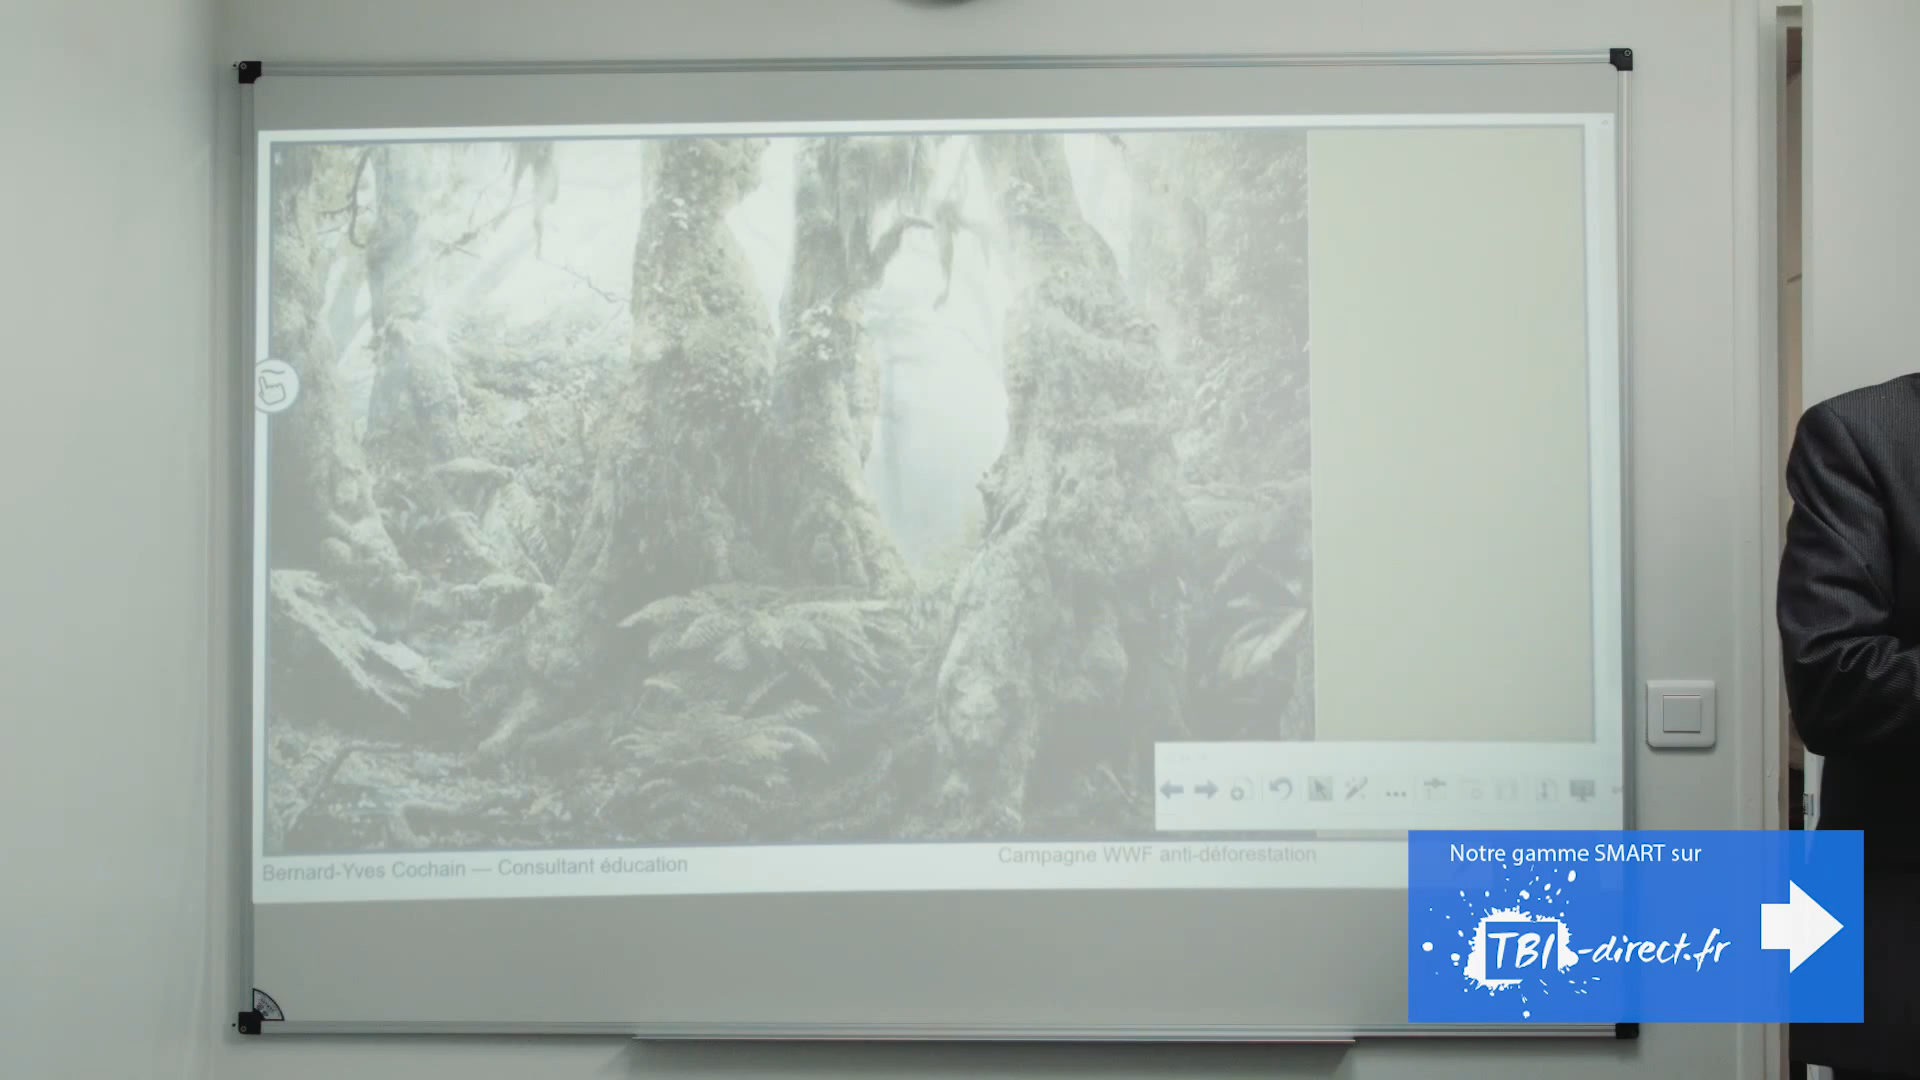 Bernard-Yves Cochain — Consultant éducation
Campagne WWF anti-déforestation
Notre gamme SMART sur
TBI-direct.fr